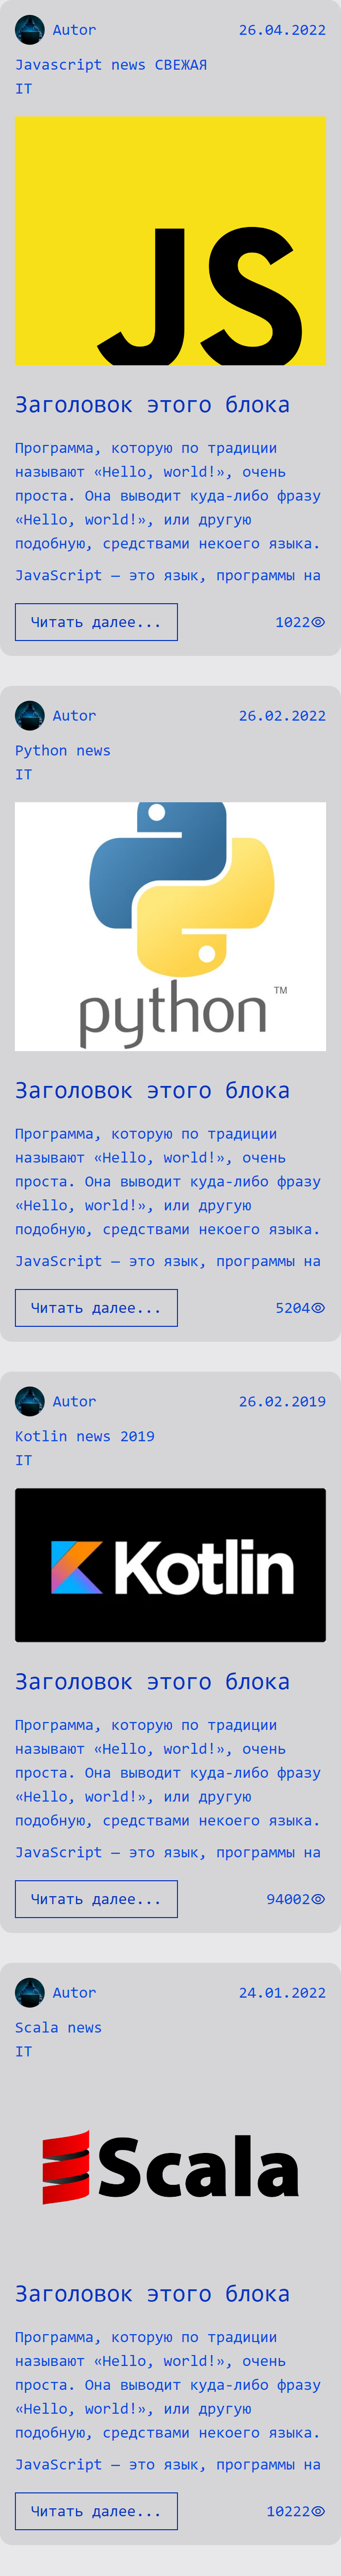 Autor 26.04.2022
Javascript news СВЕЖАЯ
IT
JS
Заголовок этого блока
Программа, которую по традиции
называют «Hello, world!», очень
проста. Она выводит куда-либо фразу
«Hello, world!», или другую
подобную, средствами некоего языка.
JavaScript — это язык, программы на
Читать далее... 1022
Autor 26.02.2022
Python news
IT
python TM
Заголовок этого блока
Программа, которую по традиции
называют «Hello, world!», очень
проста. Она выводит куда-либо фразу
«Hello, world!», или другую
подобную, средствами некоего языка.
JavaScript — это язык, программы на
Читать далее... 5204
Autor 26.02.2019
Kotlin news 2019
IT
Kotlin
Заголовок этого блока
Программа, которую по традиции
называют «Hello, world!», очень
проста. Она выводит куда-либо фразу
«Hello, world!», или другую
подобную, средствами некоего языка.
JavaScript — это язык, программы на
Читать далее... 94002
Autor 24.01.2022
Scala news
IT
Scala
Заголовок этого блока
Программа, которую по традиции
называют «Hello, world!», очень
проста. Она выводит куда-либо фразу
«Hello, world!», или другую
подобную, средствами некоего языка.
JavaScript — это язык, программы на
Читать далее... 10222